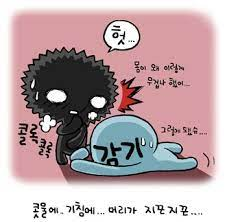 헛...
몸이 왜 이렇게
무겁나 했어...
콜록
콜록
감기
그렇게 됐슈....
콧물에.. 기침에... 머리가 지끈지끈....